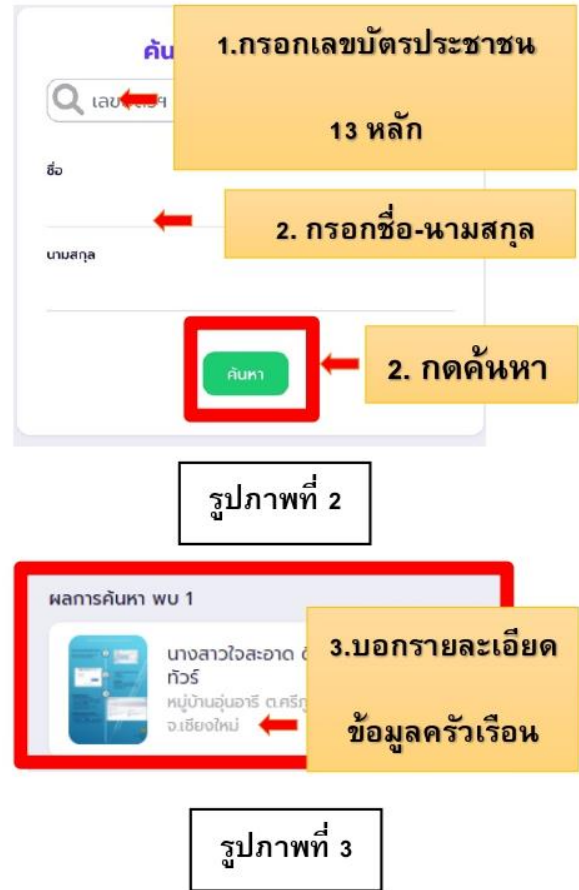 ค้น
1.กรอกเลขบัตรประชาชน
13 หลัก
เลข
ชื่อ
2. กรอกชื่อ-นามสกุล
นามสกุล
ค้นหา
2. กดค้นหา
รูปภาพที่ 2
ผลการค้นหา พบ 1
นางสาวใจสะอาด
ทัวร์
หมู่บ้านอุ่นอารี ต.ศรีภู
จ.เชียงใหม่
3.บอกรายละเอียด
ข้อมูลครัวเรือน
รูปภาพที่ 3